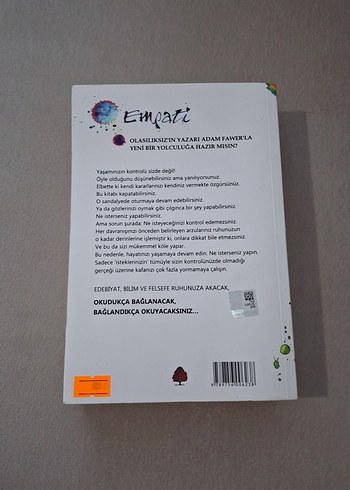 Empati
OLASILIKSIZ'IN YAZARI ADAM FAWER'LA
YENİ BİR YOLCULUĞA HAZIR MISIN?
Yaşamınızın kontrolü sizde değil!
Öyle olduğunu düşünebilirsiniz ama yanılıyorsunuz.
Elbette ki kendi kararlarınızı kendiniz vermekte özgürsünüz.
Bu kitabı kapatabilirsiniz.
O sandalyede oturmaya devam edebilirsiniz.
Ya da gözlerinizi oymak gibi çılgınca bir şey yapabilirsiniz.
Ne isterseniz yapabilirsiniz.
Ama sorun şurada: Ne isteyeceğinizi kontrol edemezsiniz.
Her davranışınızı önceden belirleyen arzularınız ruhunuzun
o kadar derinlerine işlemiştir ki, onlara dikkat bile etmezsiniz.
Ve bu da sizi mükemmel köle yapar.
Bu nedenle, hayatınızı yaşamaya devam edin. Ne isterseniz yapın.
Sadece 'isteklerinizin' tümüyle sizin kontrolünüzde olmadığı
gerçeği üzerine kafanızı çok fazla yormamaya çalışın.
EDEBİYAT, BİLİM VE FELSEFE RUHUNUZA AKACAK,
OKUDUKÇA BAĞLANACAK,
BAĞLANDIKÇA OKUYACAKSINIZ...